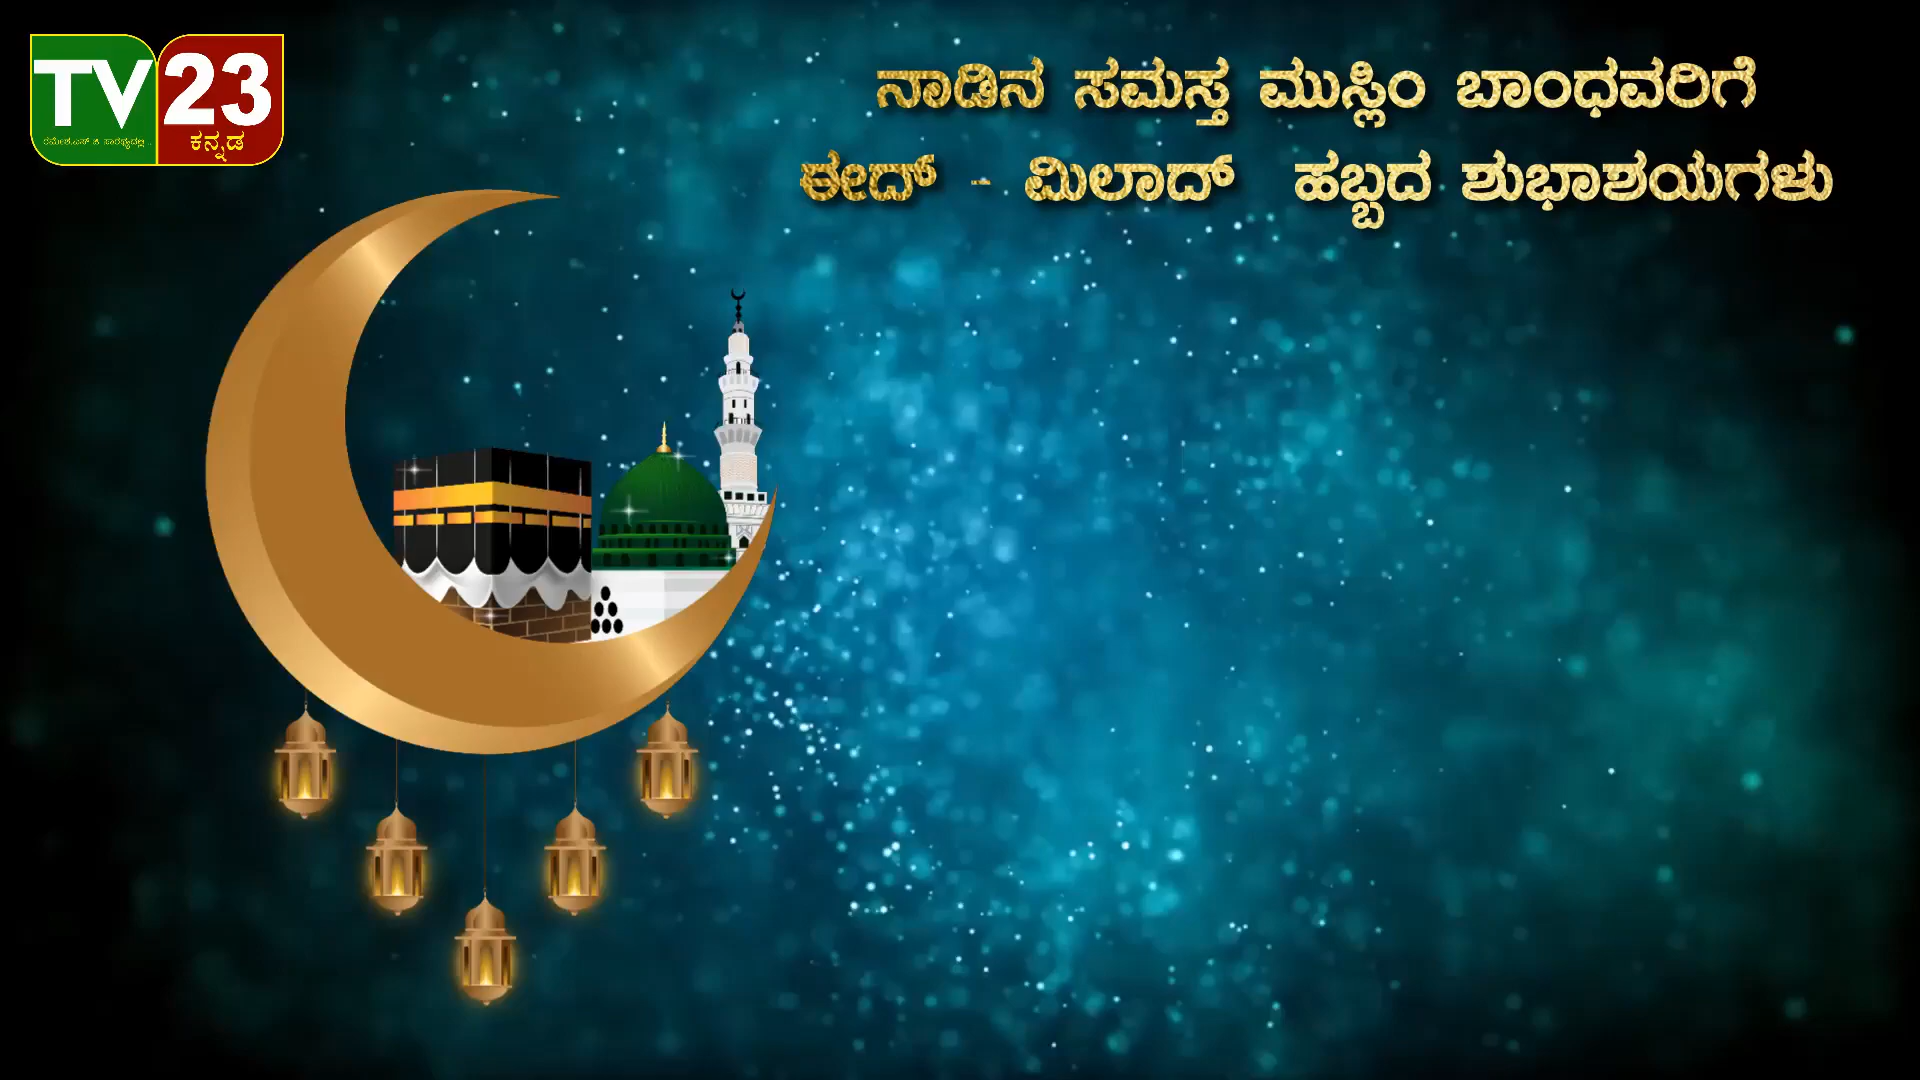 TV23
ಕನ್ನಡ
ನಾಡಿನ ಸಮಸ್ತ ಮುಸ್ಲಿಂ ಬಾಂಧವರಿಗೆ
ಈದ್ - ಮಿಲಾದ್ ಹಬ್ಬದ ಶುಭಾಶಯಗಳು